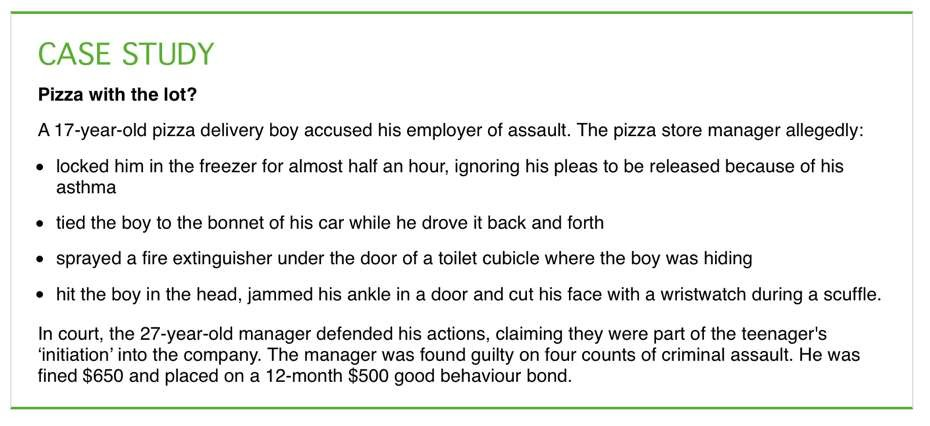 CASE STUDY
Pizza with the lot?
A 17-year-old pizza delivery boy accused his employer of assault. The pizza store manager allegedly:
• locked him in the freezer for almost half an hour, ignoring his pleas to be released because of his
asthma
• tied the boy to the bonnet of his car while he drove it back and forth
• sprayed a fire extinguisher under the door of a toilet cubicle where the boy was hiding
• hit the boy in the head, jammed his ankle in a door and cut his face with a wristwatch during a scuffle.
In court, the 27-year-old manager defended his actions, claiming they were part of the teenager's
‘initiation’ into the company. The manager was found guilty on four counts of criminal assault. He was
fined $650 and placed on a 12-month $500 good behaviour bond.